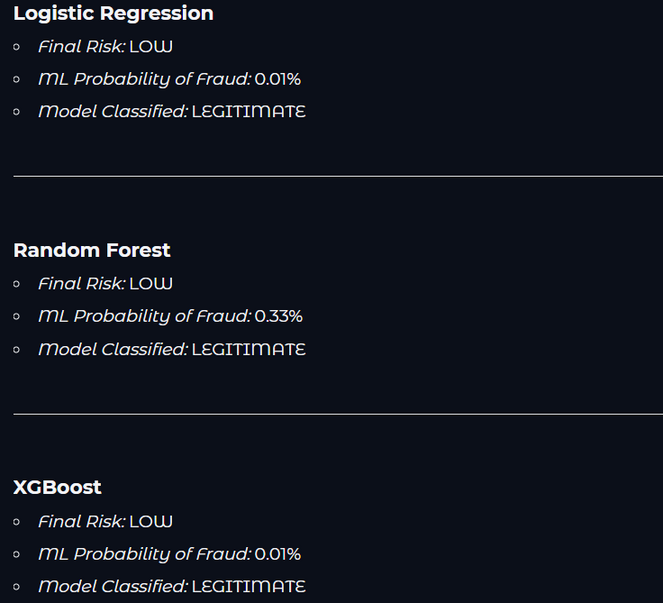 Logistic Regression
Final Risk: LOW
ML Probability of Fraud: 0.01%
Model Classified: LEGITIMATE
Random Forest
Final Risk: LOW
ML Probability of Fraud: 0.33%
Model Classified: LEGITIMATE
XGBoost
Final Risk: LOW
ML Probability of Fraud: 0.01%
Model Classified: LEGITIMATE